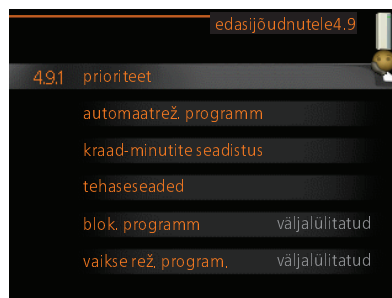 edasijõudnutele4.9
4.9.1 prioriteet
automaatrež. programm
kraad-minutite seadistus
tehaseseaded
blok. programm väljalülitatud
vaikse rež. program. väljalülitatud